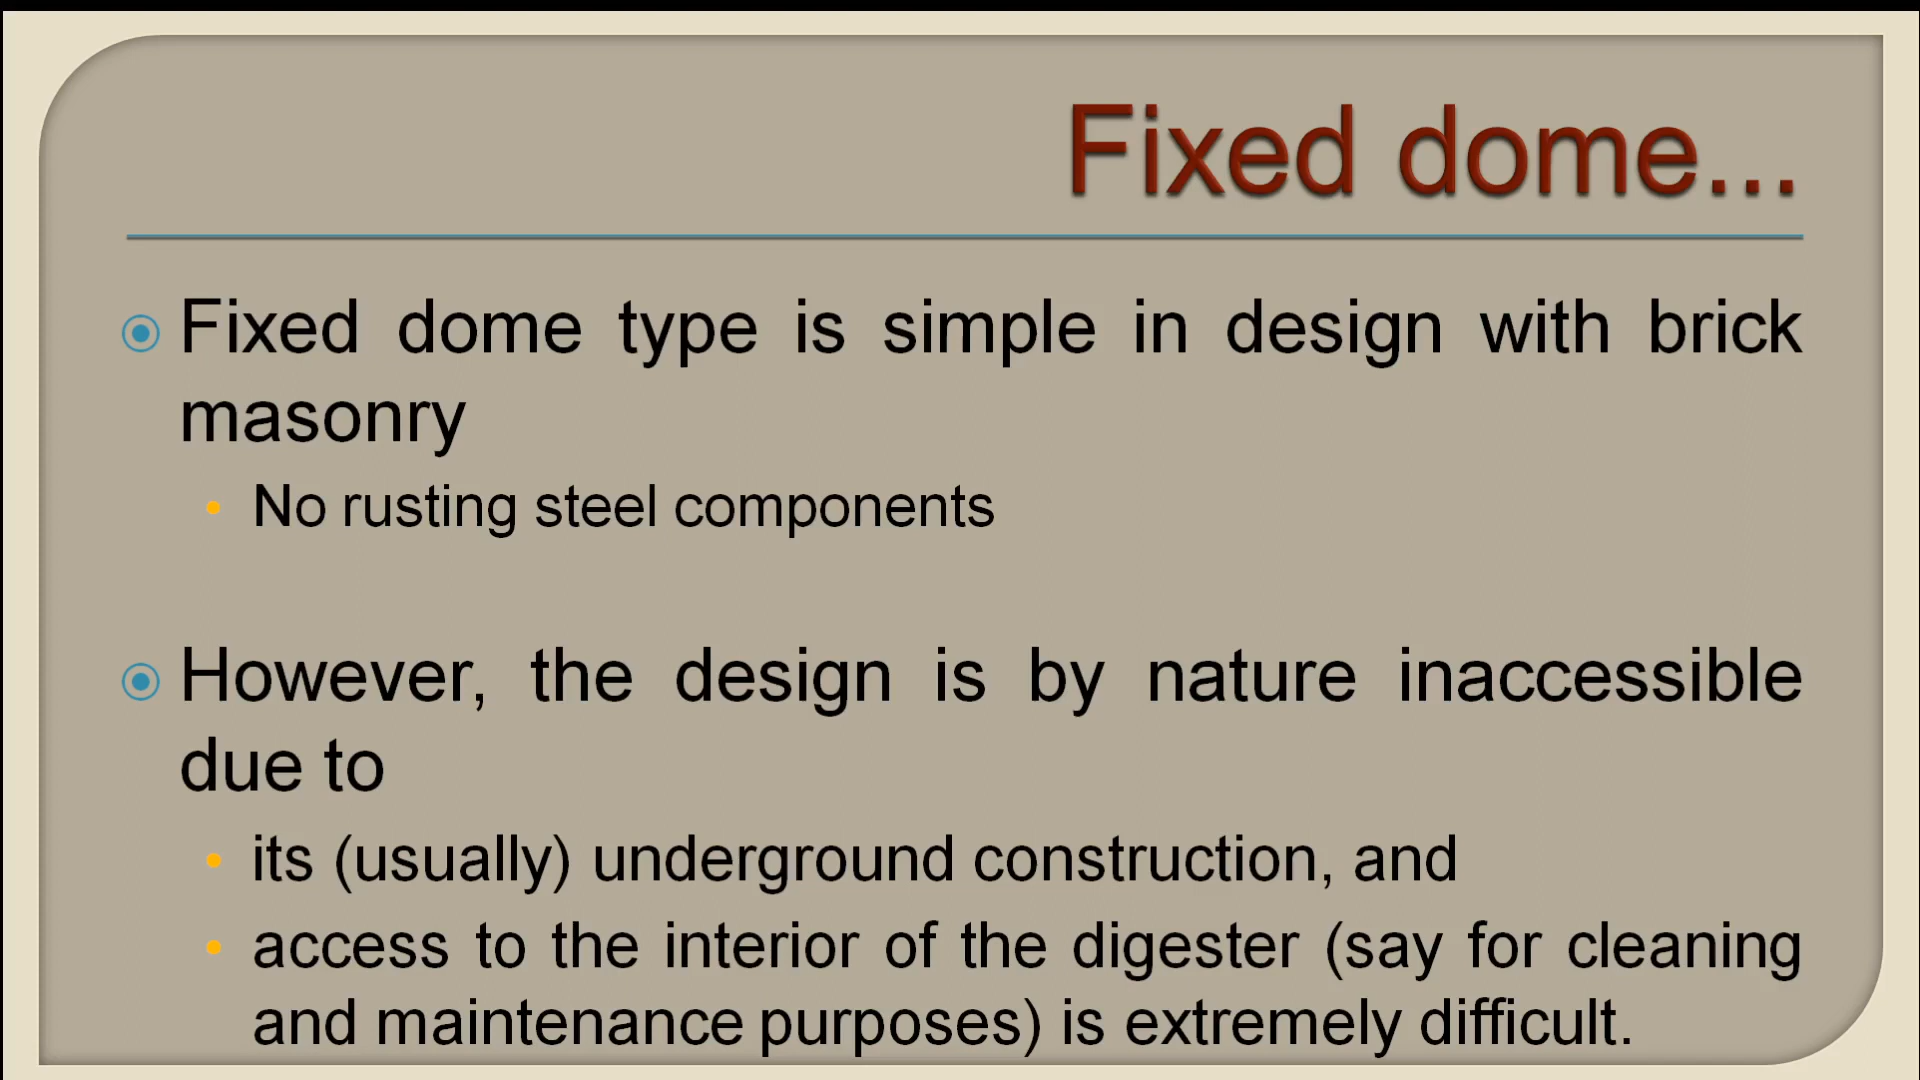 Fixed dome...
Fixed dome type is simple in design with brick
masonry
No rusting steel components
However, the design is by nature inaccessible
due to
its (usually) underground construction, and
access to the interior of the digester (say for cleaning
and maintenance purposes) is extremely difficult.